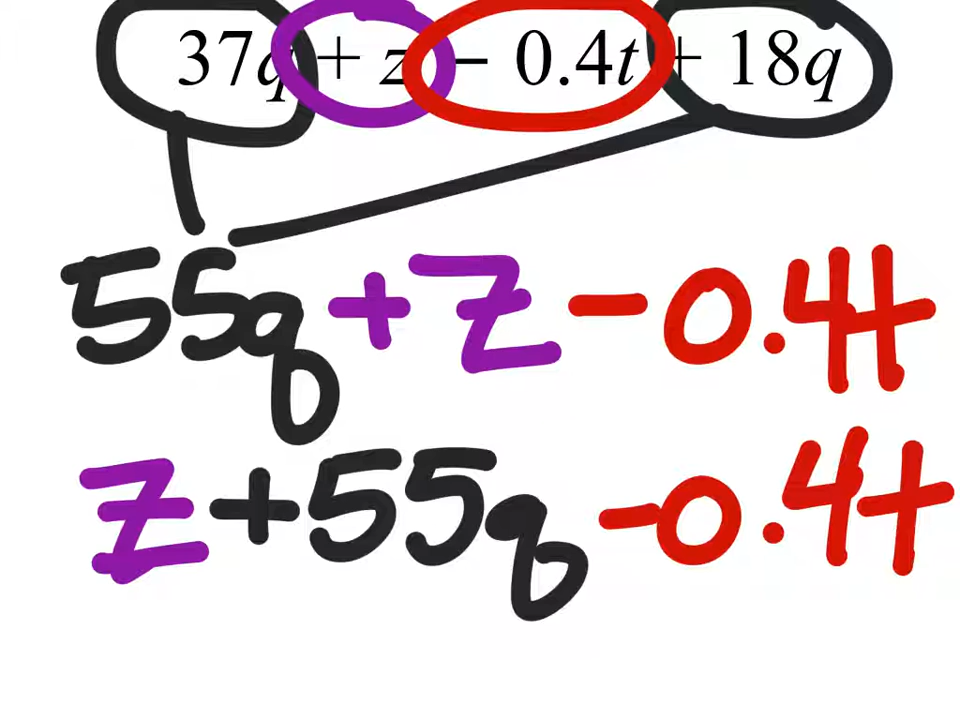 37q + z − 0.4t + 18q
55q + z − 0.4t
z + 55q − 0.4t